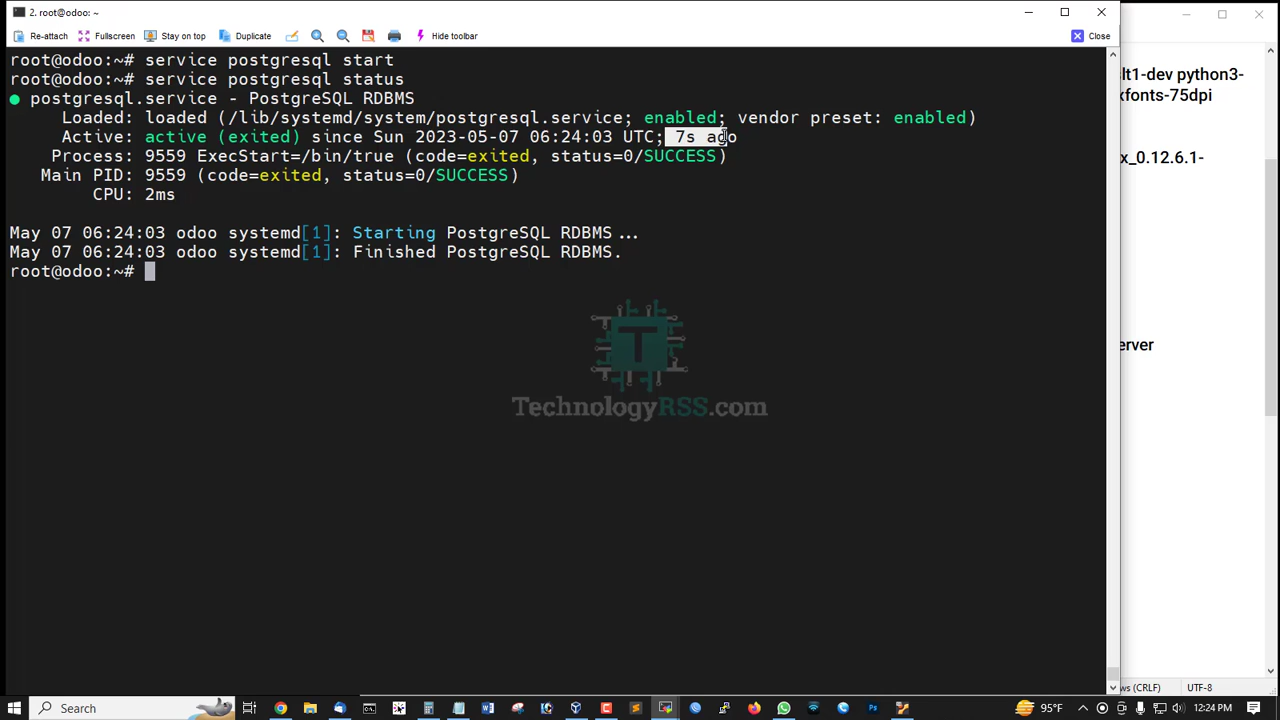 2. root@odoo: ~
Re-attach Fullscreen Stay on top Duplicate Hide toolbar Close
root@odoo:~# service postgresql start
root@odoo:~# service postgresql status
● postgresql.service - PostgreSQL RDBMS
Loaded: loaded (/lib/systemd/system/postgresql.service; enabled; vendor preset: enabled)
Active: active (exited) since Sun 2023-05-07 06:24:03 UTC; 7s ago
Process: 9559 ExecStart=/bin/true (code=exited, status=0/SUCCESS)
Main PID: 9559 (code=exited, status=0/SUCCESS)
CPU: 2ms
May 07 06:24:03 odoo systemd[1]: Starting PostgreSQL RDBMS...
May 07 06:24:03 odoo systemd[1]: Finished PostgreSQL RDBMS.
root@odoo:~#
T
TechnologyRSS.com
lt1-dev python3-
xfonts-75dpi
x_0.12.6.1-
erver
ws (CRLF) UTF-8
Search
95°F
12:24 PM